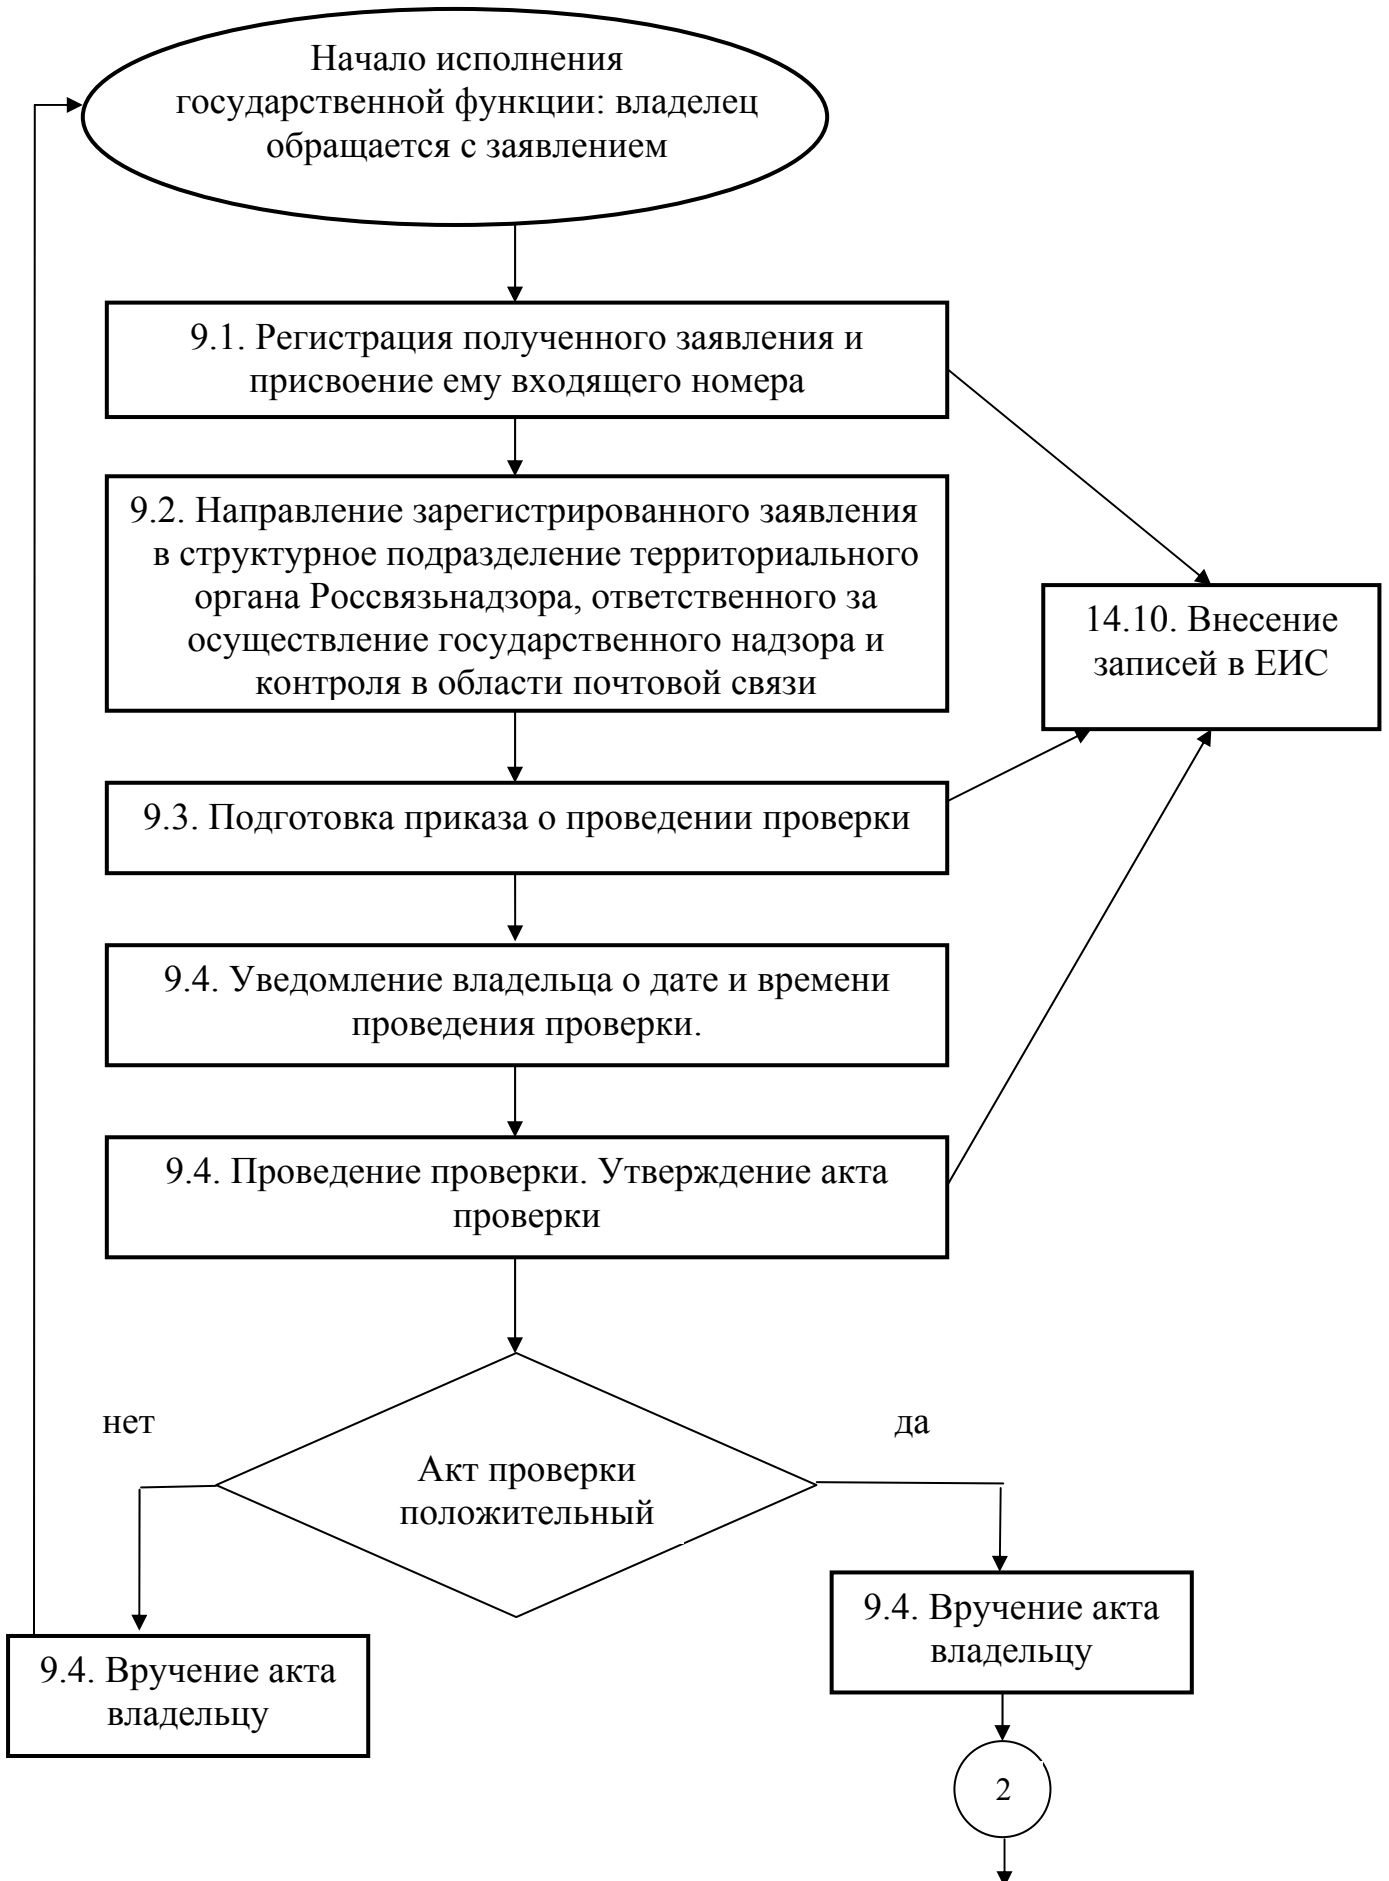 Начало исполнения
государственной функции: владелец
обращается с заявлением
9.1. Регистрация полученного заявления и
присвоение ему входящего номера
9.2. Направление зарегистрированного заявления
в структурное подразделение территориального
органа Россвязьнадзора, ответственного за
осуществление государственного надзора и
контроля в области почтовой связи
14.10. Внесение
записей в ЕИС
9.3. Подготовка приказа о проведении проверки
9.4. Уведомление владельца о дате и времени
проведения проверки.
9.4. Проведение проверки. Утверждение акта
проверки
нет
да
Акт проверки
положительный
9.4. Вручение акта
владельцу
9.4. Вручение акта
владельцу
2